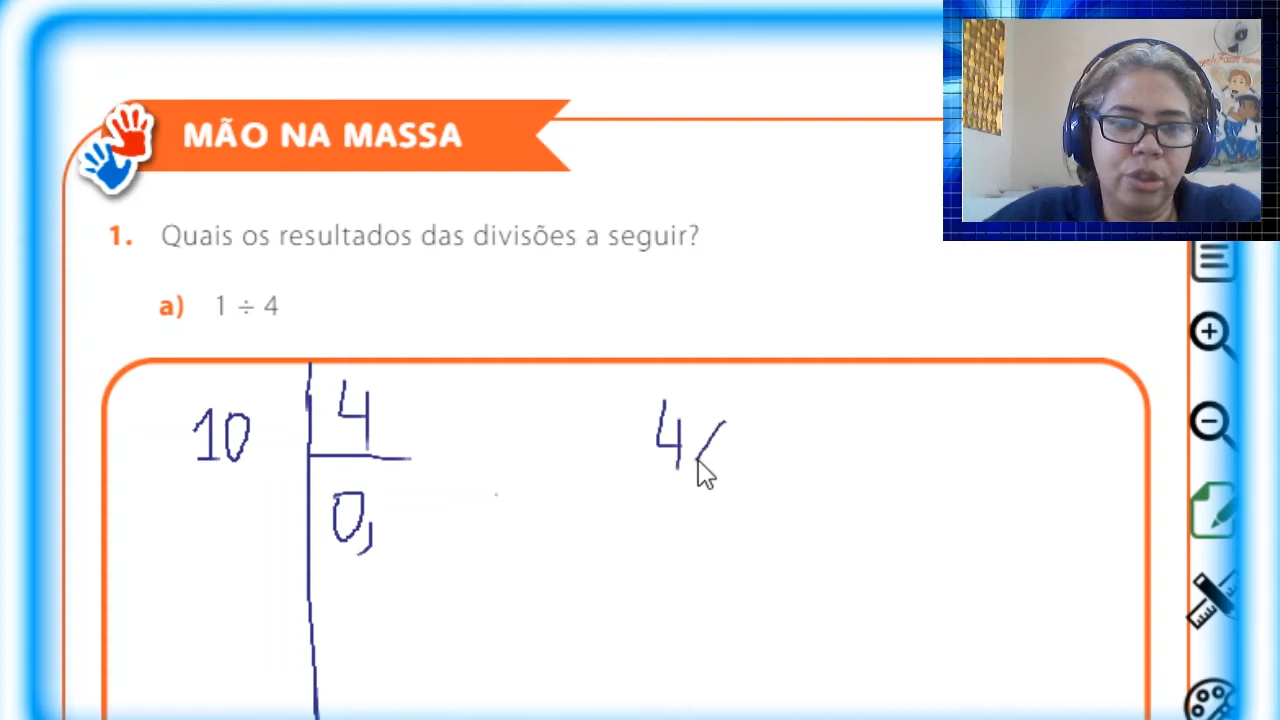 MÃO NA MASSA
1. Quais os resultados das divisões a seguir?
a) 1 ÷ 4
10 4
0,
4